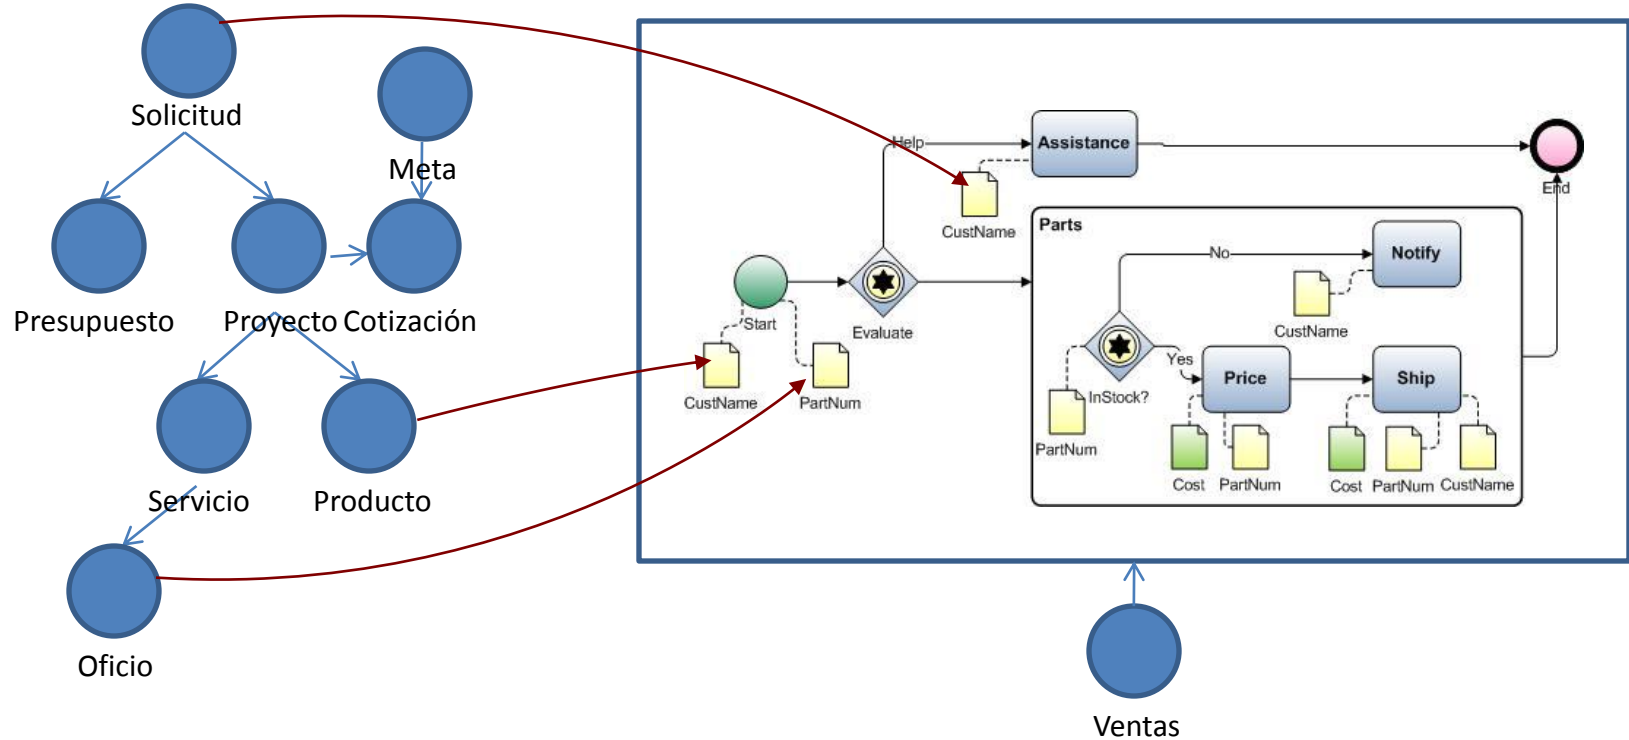 Solicitud
Meta
Presupuesto
Proyecto
Cotización
Servicio
Producto
Oficio
Help
Assistance
End
CustName
Parts
No
Notify
Start
Evaluate
CustName
InStock?
Yes
Price
Ship
CustName
PartNum
PartNum
Cost
PartNum
Cost
PartNum
CustName
Ventas